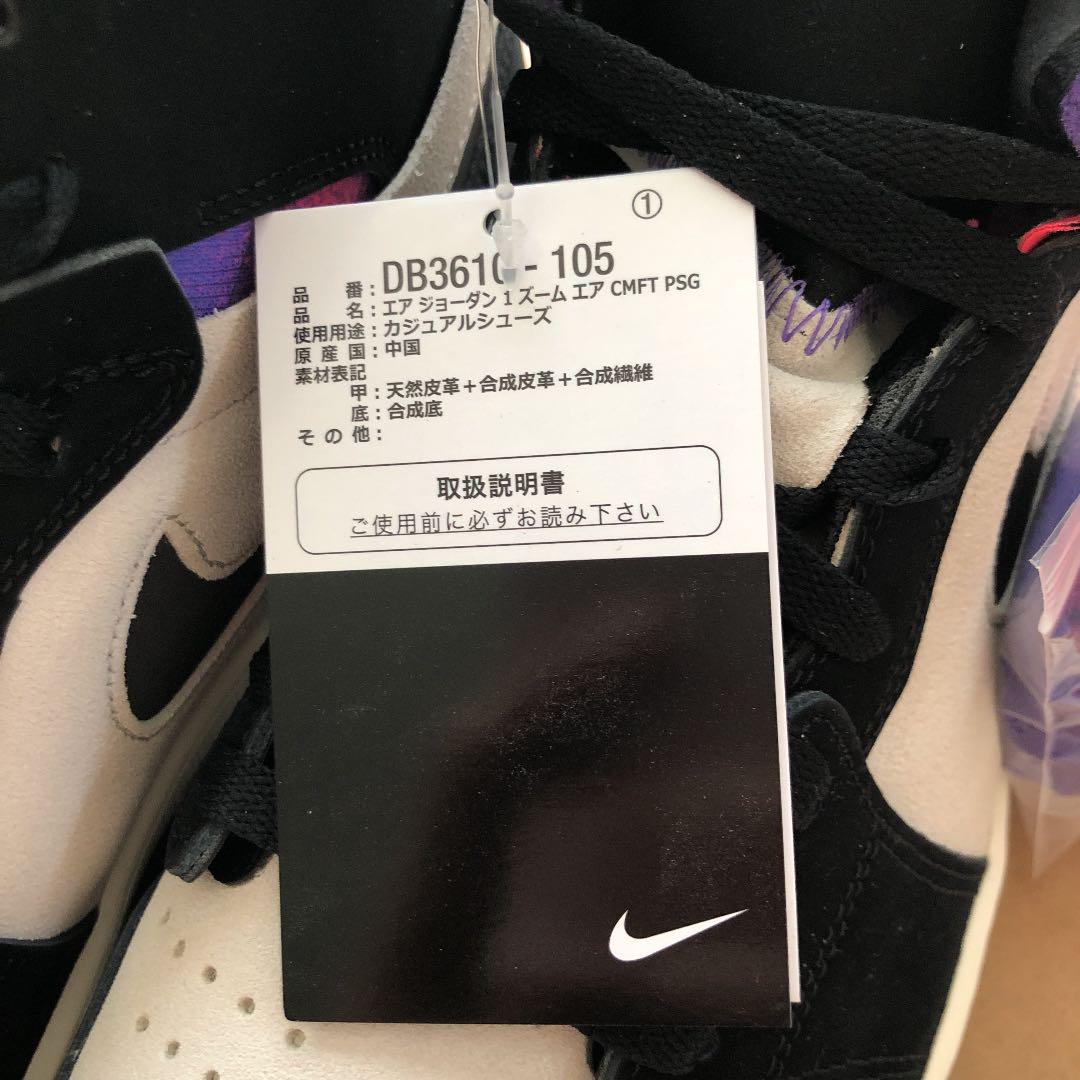 ①
品 番 : DB3610 - 105
品 名 : エア ジョーダン 1 ズーム エア CMFT PSG
使用用途 : カジュアルシューズ
原 産 国 : 中国
素材表記
甲 : 天然皮革＋合成皮革＋合成繊維
底 : 合成底
そ の 他 :
取扱説明書
ご使用前に必ずお読み下さい